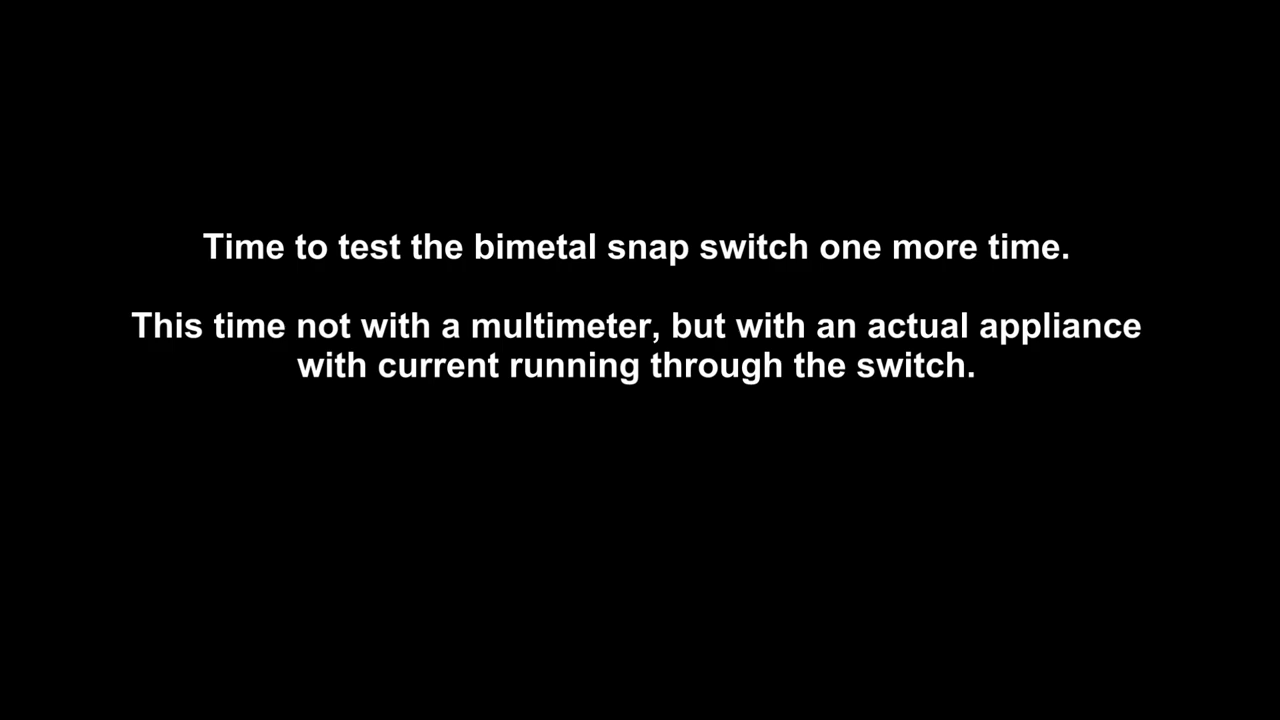 Time to test the bimetal snap switch one more time.
This time not with a multimeter, but with an actual appliance
with current running through the switch.